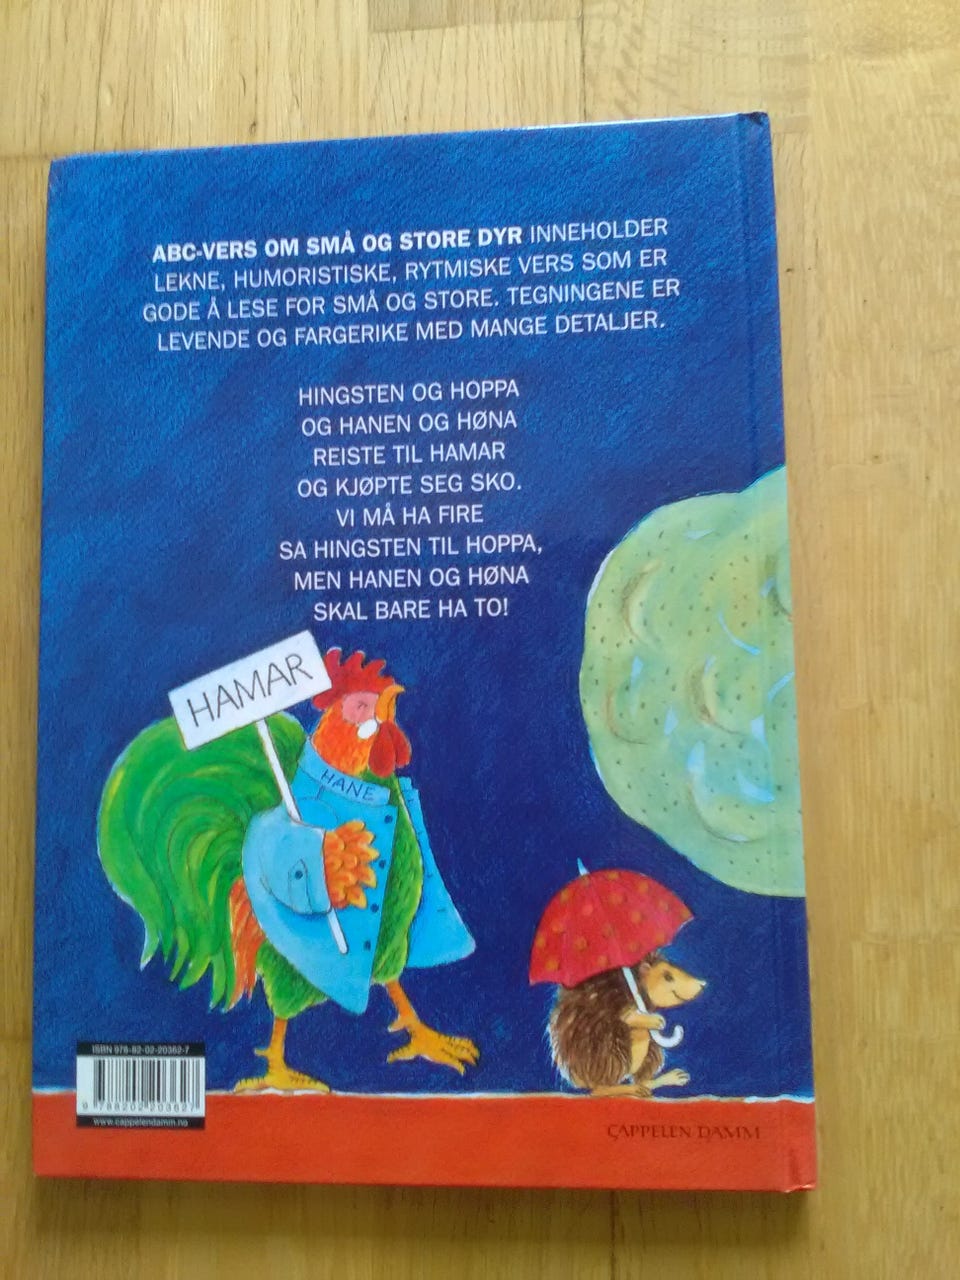 ABC-VERS OM SMÅ OG STORE DYR INNEHOLDER
LEKNE, HUMORISTISKE, RYTMISKE VERS SOM ER
GODE Å LESE FOR SMÅ OG STORE. TEGNINGENE ER
LEVENDE OG FARGERIKE MED MANGE DETALJER.
HINGSTEN OG HOPPA
OG HANEN OG HØNA
REISTE TIL HAMAR
OG KJØPTE SEG SKO.
VI MÅ HA FIRE
SA HINGSTEN TIL HOPPA,
MEN HANEN OG HØNA
SKAL BARE HA TO!
HAMAR
HANE
ISBN 978-82-02-20362-7
9 788202 203627
www.cappelendamm.no
CAPPELEN DAMM